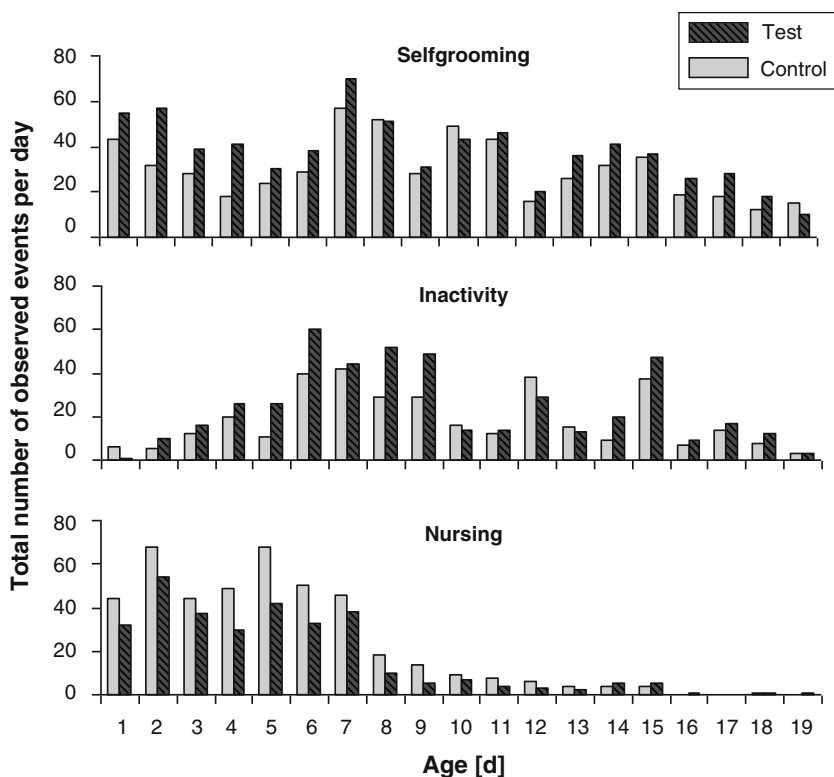 Test
Control
Selfgrooming
80
60
40
20
0
Inactivity
80
60
40
20
0
Nursing
80
60
40
20
0
1 2 3 4 5 6 7 8 9 10 11 12 13 14 15 16 17 18 19
Age [d]
Total number of observed events per day